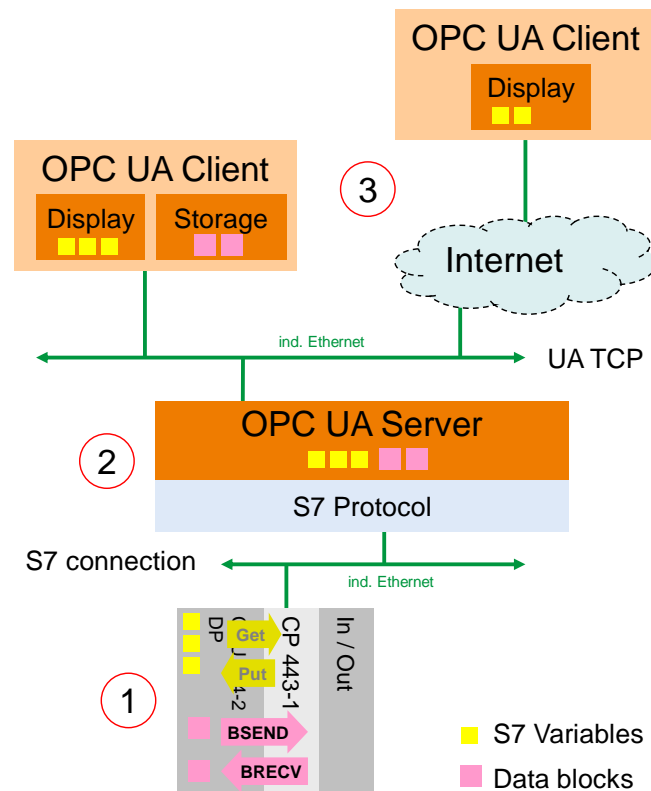 OPC UA Client
Display
OPC UA Client
Display
Storage
3
Internet
ind. Ethernet
UA TCP
OPC UA Server
2
S7 Protocol
S7 connection
ind. Ethernet
DP
CP 443-1
In / Out
Get
Put
1
BSEND
BRECV
S7 Variables
Data blocks